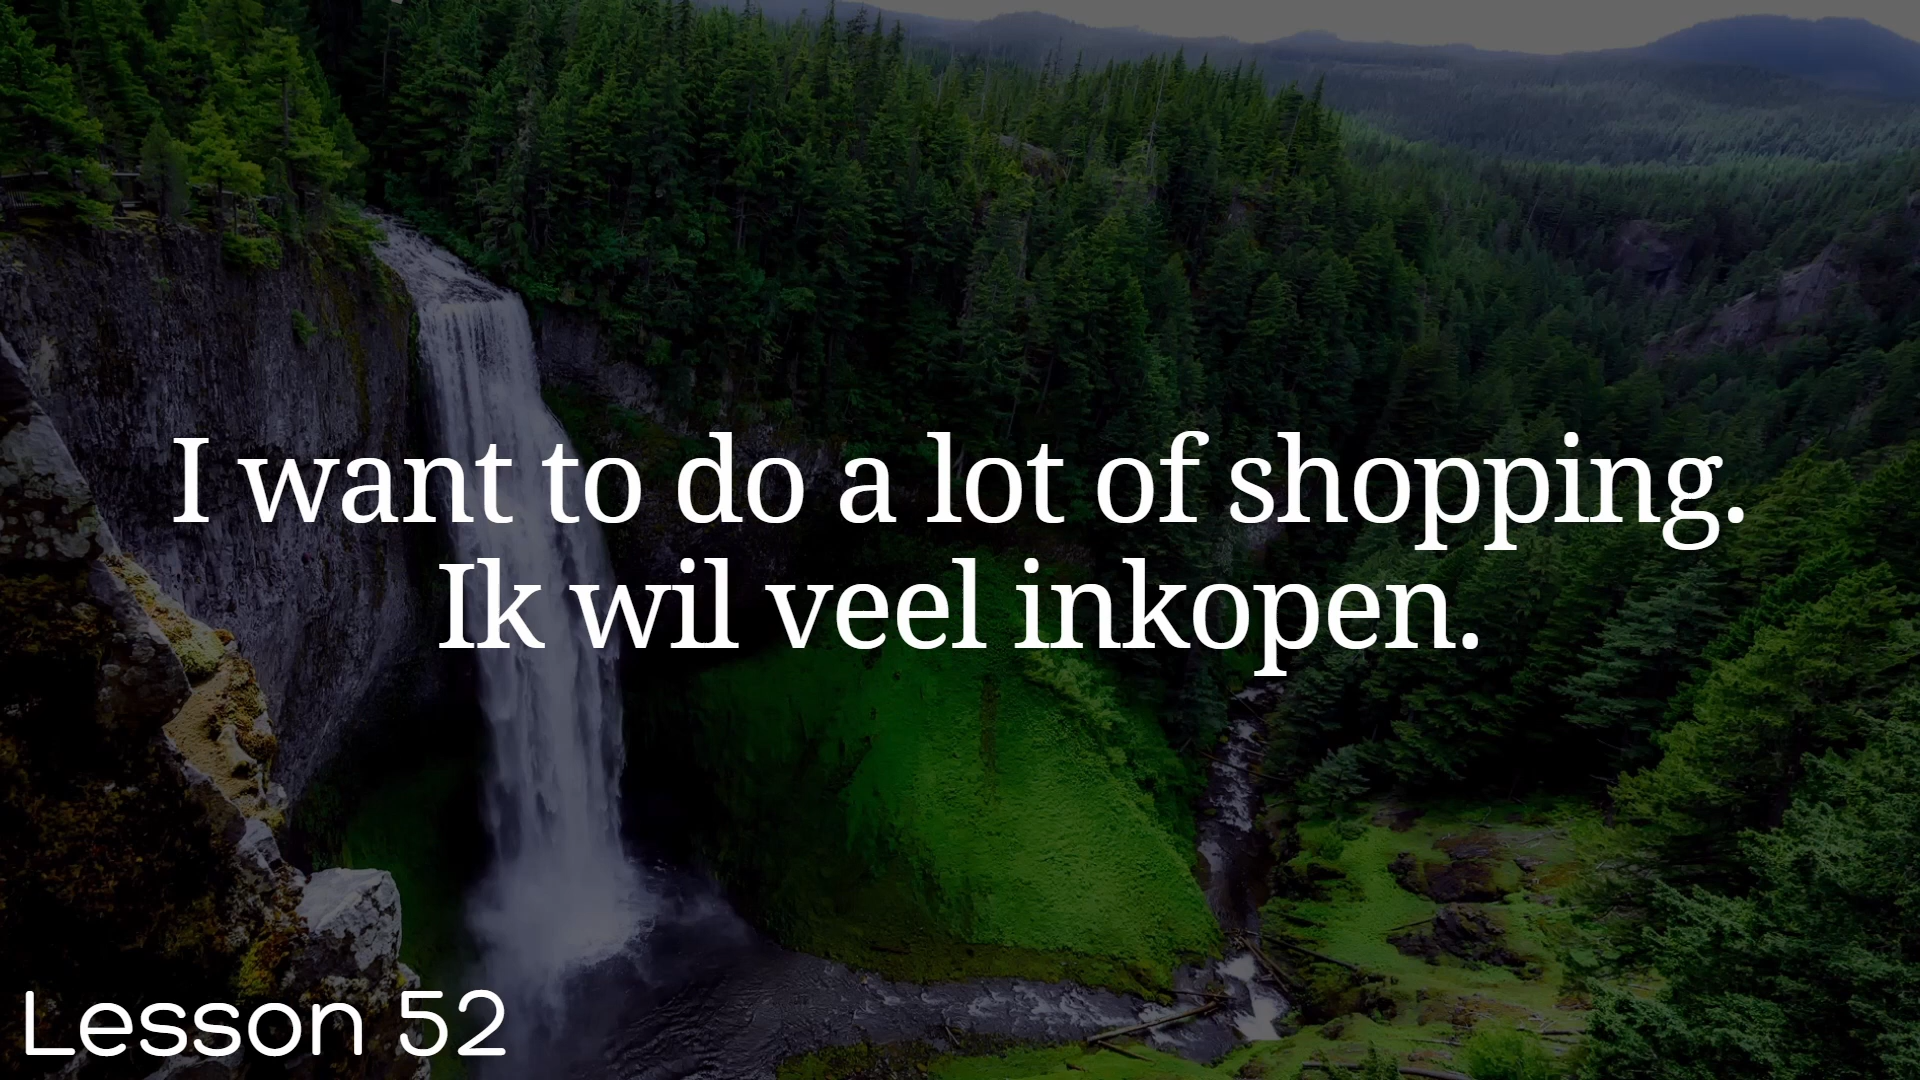 I want to do a lot of shopping.
Ik wil veel inkopen.
Lesson 52